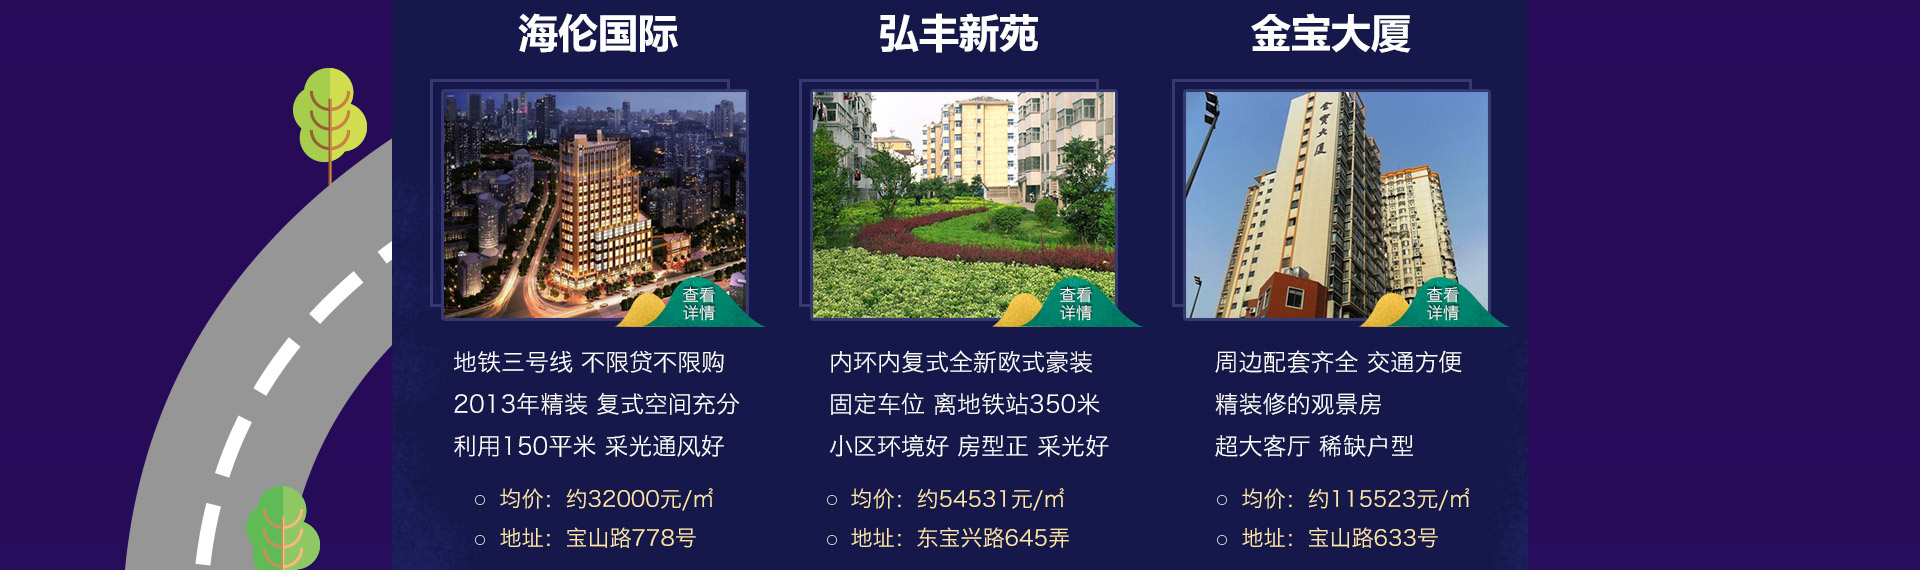 海伦国际
查看
详情
地铁三号线 不限贷不限购
2013年精装 复式空间充分
利用150平米 采光通风好
均价：约32000元/㎡
地址：宝山路778号
弘丰新苑
查看
详情
内环内复式全新欧式豪装
固定车位 离地铁站350米
小区环境好 房型正 采光好
均价：约54531元/㎡
地址：东宝兴路645弄
金宝大厦
金宝大厦
查看
详情
周边配套齐全 交通方便
精装修的观景房
超大客厅 稀缺户型
均价：约115523元/㎡
地址：宝山路633号